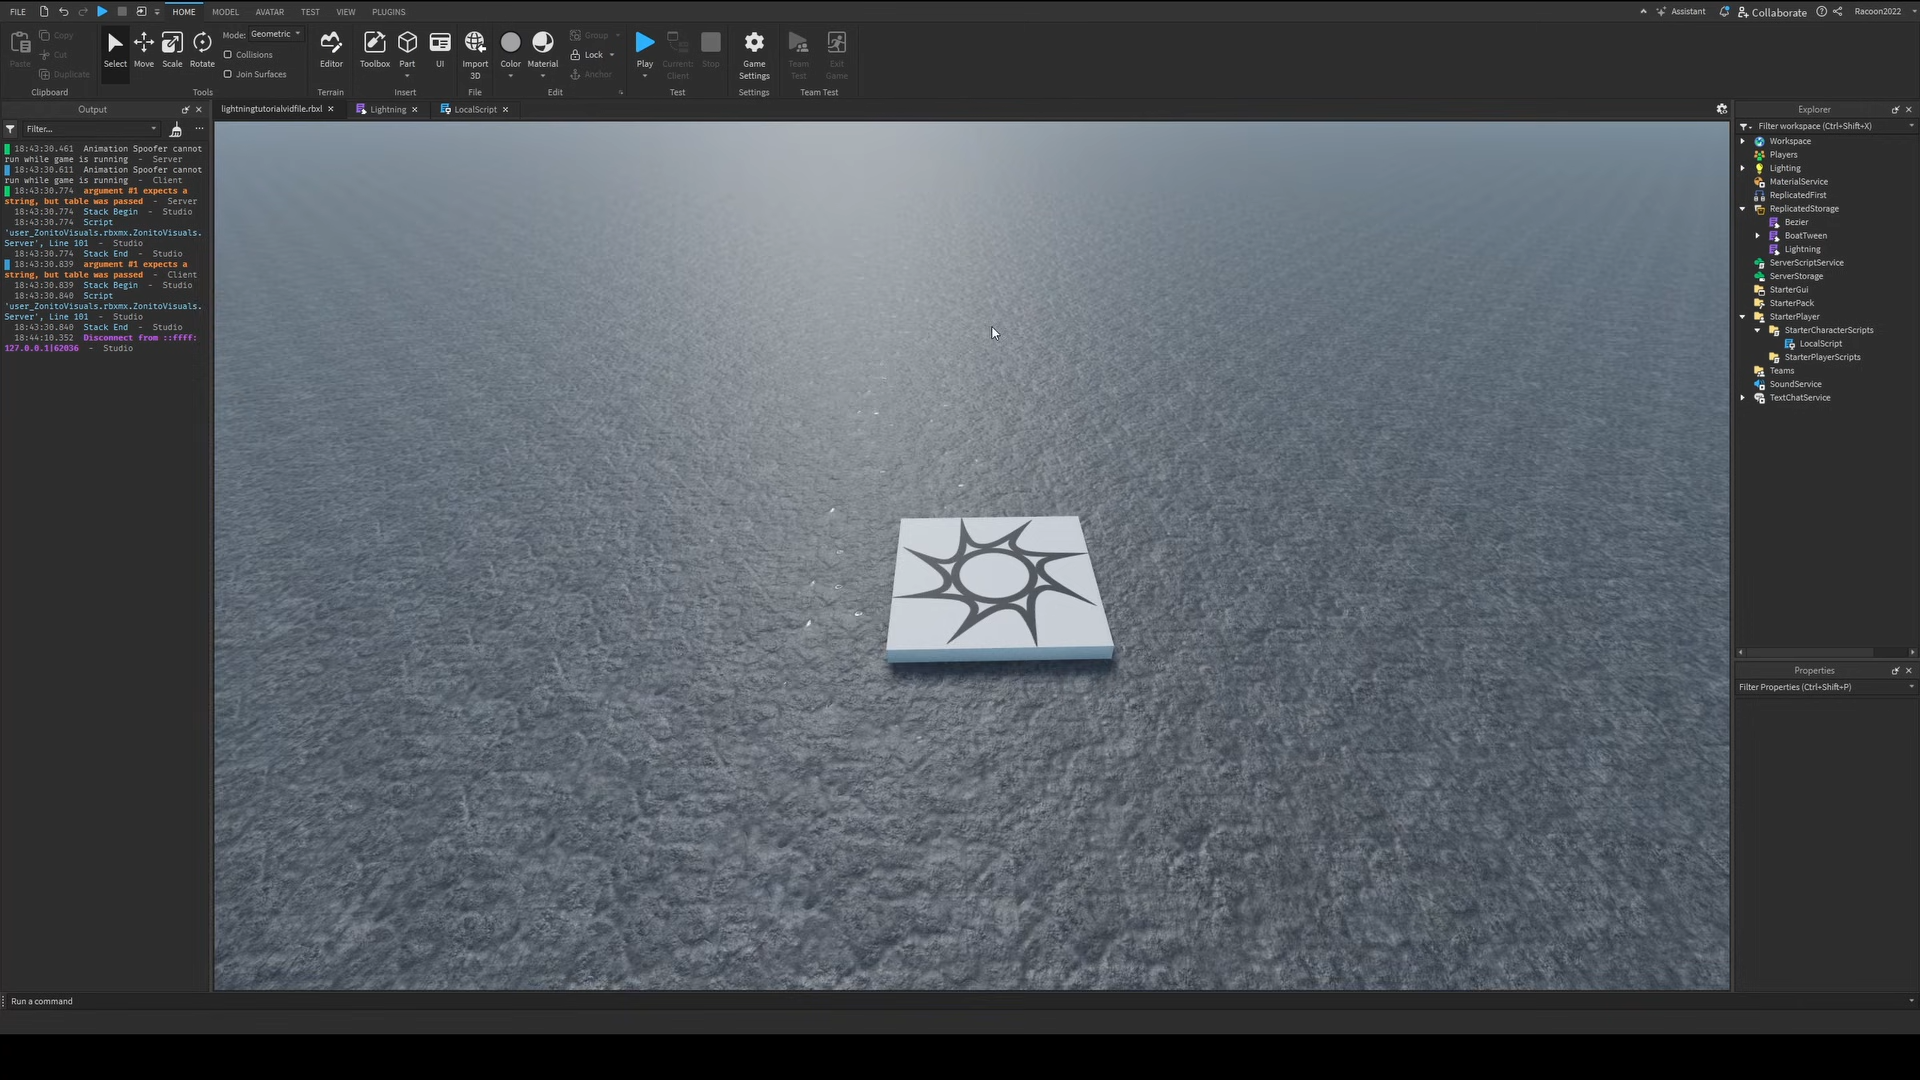 FILE
HOME MODEL AVATAR TEST VIEW PLUGINS
Assistant Collaborate Racoon2022
Paste Copy Cut Duplicate
Clipboard
Select Move Scale Rotate
Mode: Geometric
Collisions
Join Surfaces
Tools
Editor
Terrain
Toolbox Part UI
Insert
Import 3D
File
Color Material
Group
Lock
Anchor
Edit
Play Current: Client Stop
Test
Game Settings
Settings
Team Test Exit Game
Team Test
Output
Filter...
18:43:30.461 Animation Spoofer cannot
run while game is running - Server
18:43:30.611 Animation Spoofer cannot
run while game is running - Client
18:43:30.774 argument #1 expects a
string, but table was passed - Server
18:43:30.774 Stack Begin - Studio
18:43:30.774 Script
'user_ZonitoVisuals.rbxmx.ZonitoVisuals.
Server', Line 101 - Studio
18:43:30.774 Stack End - Studio
18:43:30.839 argument #1 expects a
string, but table was passed - Client
18:43:30.839 Stack Begin - Studio
18:43:30.840 Script
'user_ZonitoVisuals.rbxmx.ZonitoVisuals.
Server', Line 101 - Studio
18:43:30.840 Stack End - Studio
18:44:10.352 Disconnect from ::ffff:
127.0.0.1|62036 - Studio
lightningtutorialvidfile.rbxl Lightning LocalScript
Explorer
Filter workspace (Ctrl+Shift+X)
Workspace
Players
Lighting
MaterialService
ReplicatedFirst
ReplicatedStorage
Bezier
BoatTween
Lightning
ServerScriptService
ServerStorage
StarterGui
StarterPack
StarterPlayer
StarterCharacterScripts
LocalScript
StarterPlayerScripts
Teams
SoundService
TextChatService
Properties
Filter Properties (Ctrl+Shift+P)
Run a command